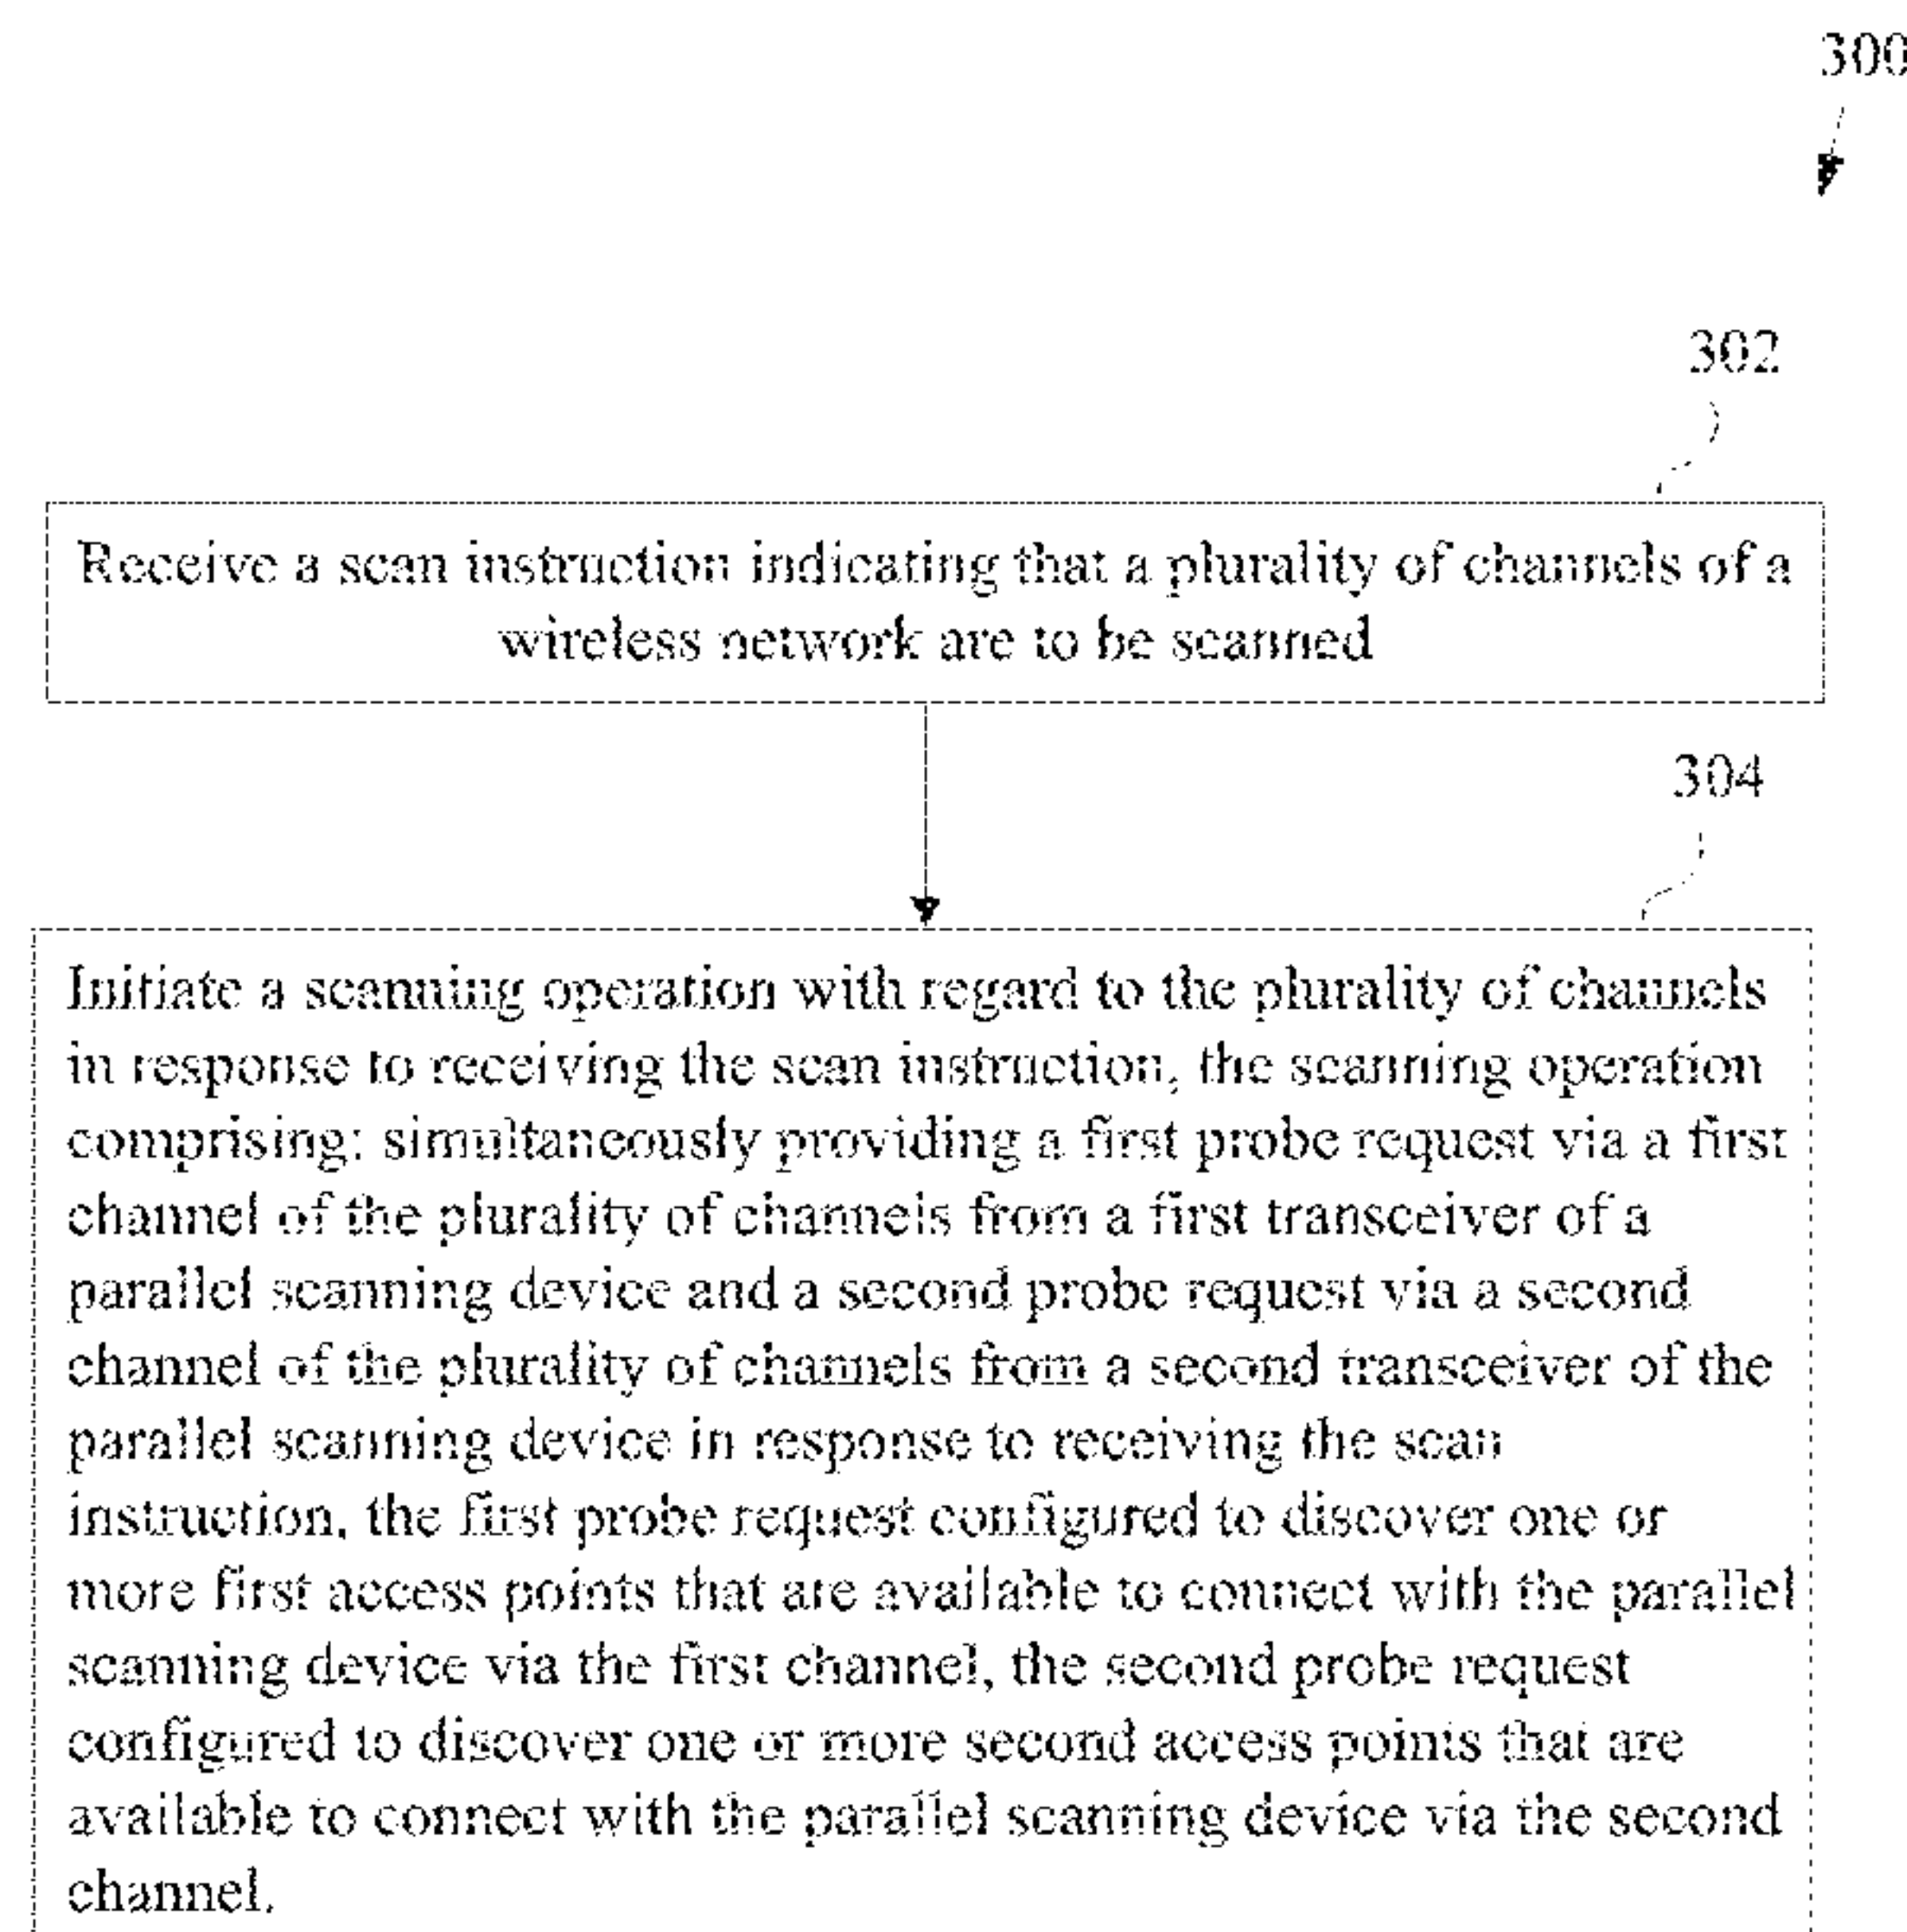 300
302
Receive a scan instruction indicating that a plurality of channels of a
wireless network are to be scanned
304
Initiate a scanning operation with regard to the plurality of channels
in response to receiving the scan instruction, the scanning operation
comprising: simultaneously providing a first probe request via a first
channel of the plurality of channels from a first transceiver of a
parallel scanning device and a second probe request via a second
channel of the plurality of channels from a second transceiver of the
parallel scanning device in response to receiving the scan
instruction, the first probe request configured to discover one or
more first access points that are available to connect with the parallel
scanning device via the first channel, the second probe request
configured to discover one or more second access points that are
available to connect with the parallel scanning device via the second
channel.